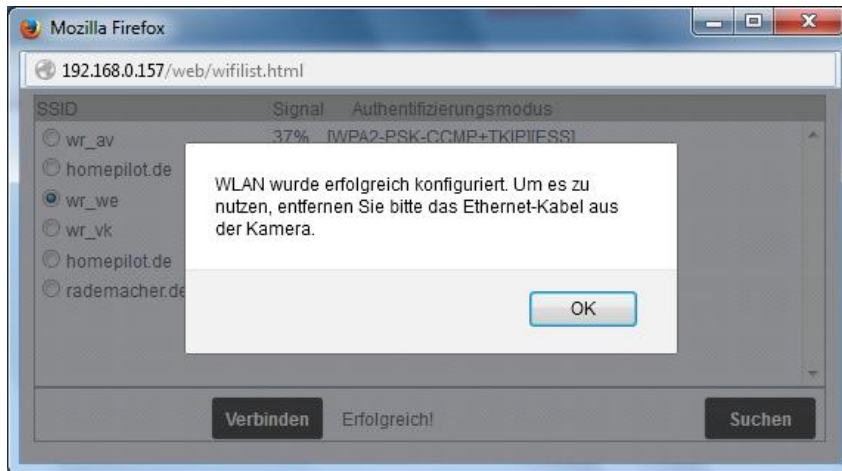 Mozilla Firefox
192.168.0.157/web/wifilist.html
SSID Signal Authentifizierungsmodus
wr_av 37% [WPA2-PSK-CCMP+TKIP][ESS]
homepilot.de
wr_we
wr_vk
homepilot.de
rademacher.de
WLAN wurde erfolgreich konfiguriert. Um es zu
nutzen, entfernen Sie bitte das Ethernet-Kabel aus
der Kamera.
OK
Verbinden Erfolgreich! Suchen